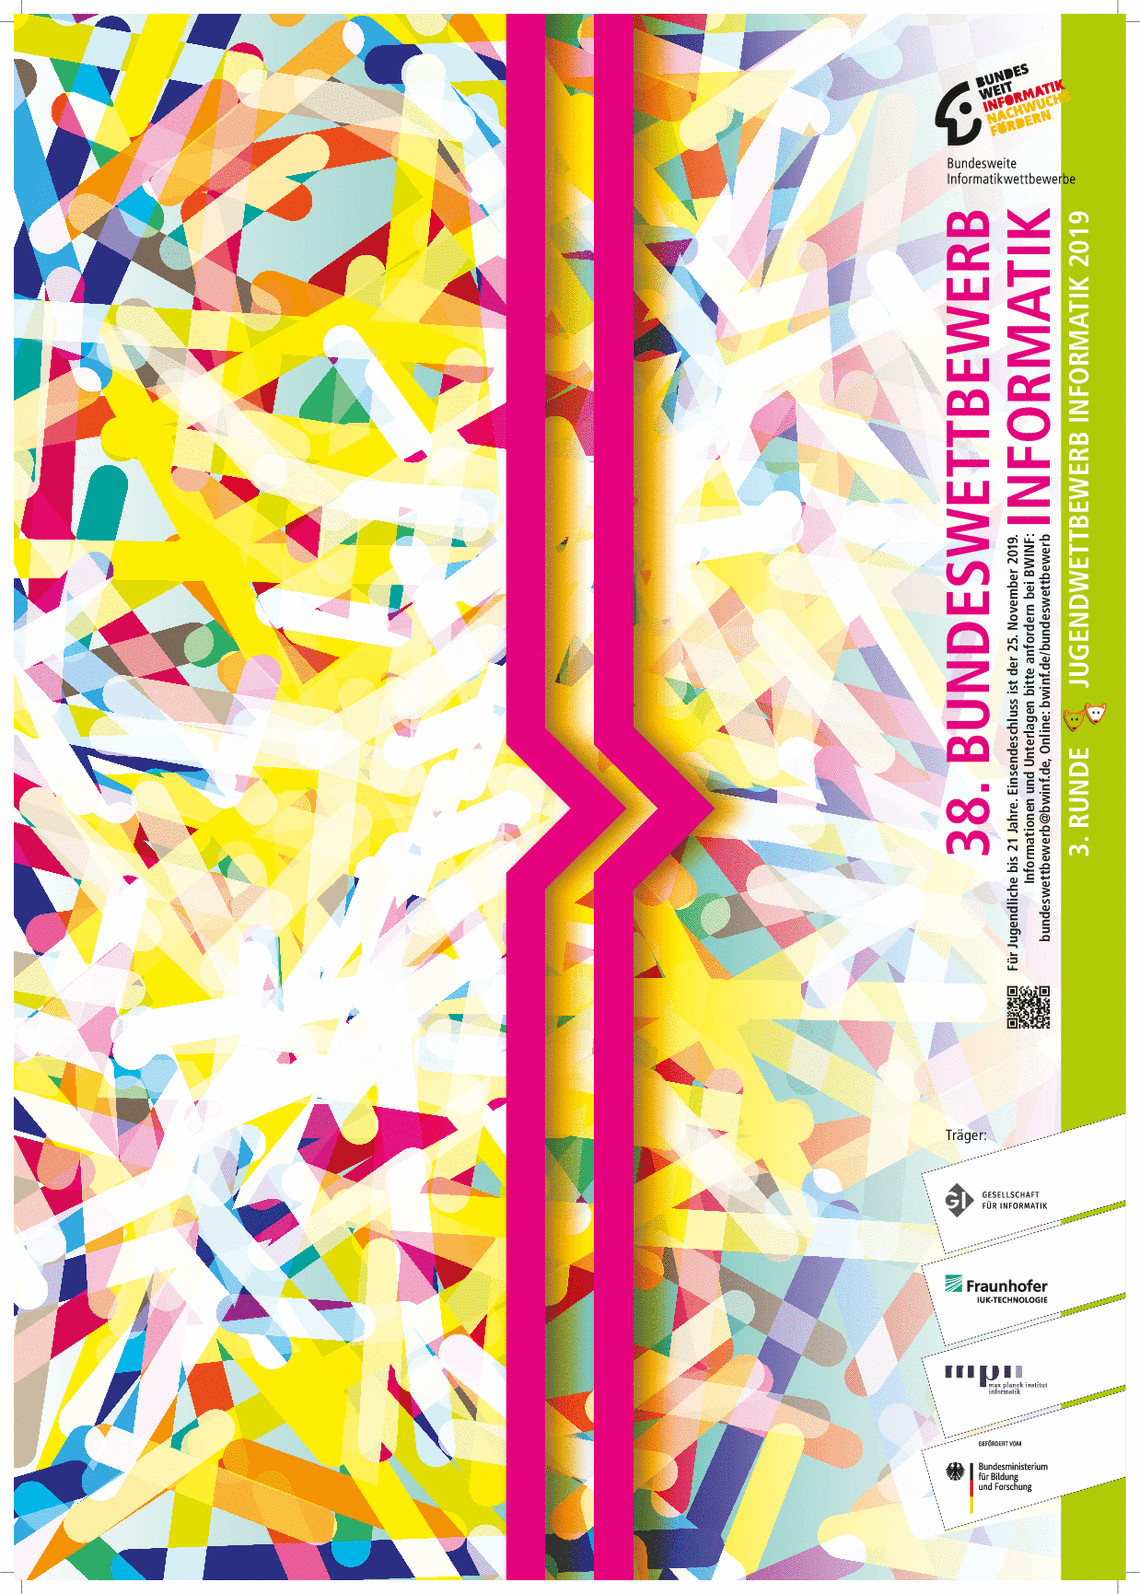 BUNDES
WEIT
INFORMATIK
NACHWUCHS
FÖRDERN
Bundesweite
Informatikwettbewerbe
38. BUNDESWETTBEWERB
INFORMATIK
Für Jugendliche bis 21 Jahre. Einsendeschluss ist der 25. November 2019.
Informationen und Unterlagen bitte anfordern bei BWINF:
bundeswettbewerb@bwinf.de, Online: bwinf.de/bundeswettbewerb
3. RUNDE JUGENDWETTBEWERB INFORMATIK 2019
Träger:
GI
GESELLSCHAFT
FÜR INFORMATIK
Fraunhofer
IUK-TECHNOLOGIE
mpii
max planck institut
informatik
GEFÖRDERT VOM
Bundesministerium
für Bildung
und Forschung